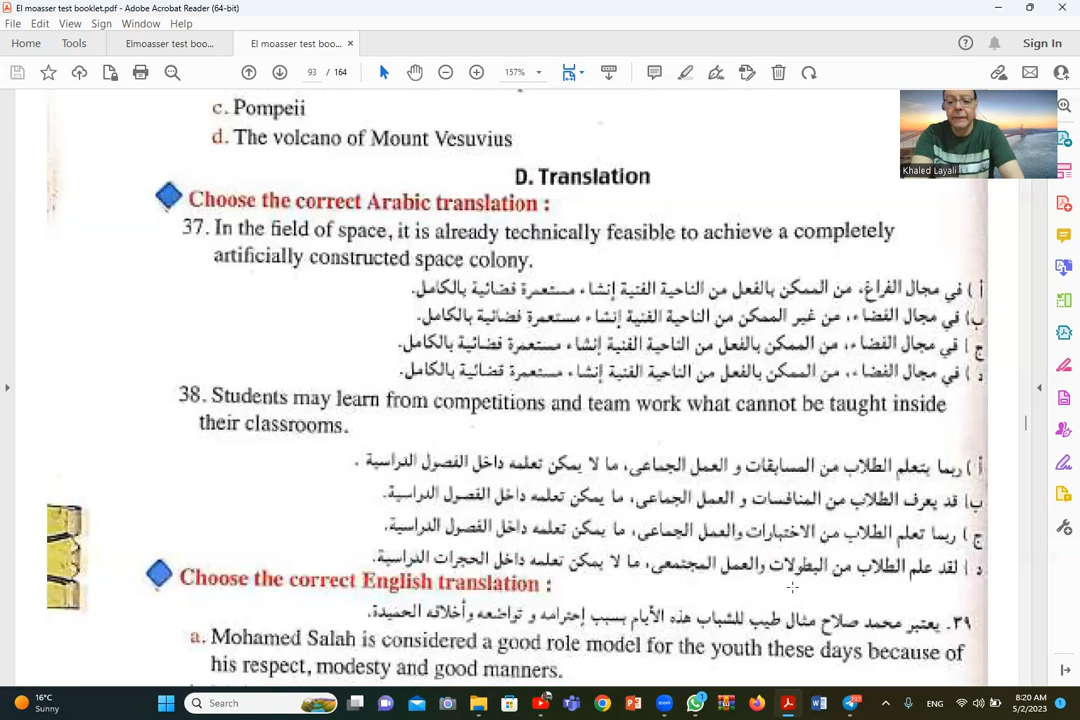 El moasser test booklet.pdf - Adobe Acrobat Reader (64-bit)
File Edit View Sign Window Help
Home Tools Elmoasser test boo... El moasser test boo... × Sign In
93 / 164 157%
c. Pompeii
d. The volcano of Mount Vesuvius
Khaled Layali
D. Translation
Choose the correct Arabic translation :
37. In the field of space, it is already technically feasible to achieve a completely
artificially constructed space colony.
أ ) في مجال الفراغ، من الممكن بالفعل من الناحية الفنية إنشاء مستعمرة فضائية بالكامل.
ب) في مجال الفضاء، من غير الممكن من الناحية الفنية إنشاء مستعمرة فضائية بالكامل.
ج ) في مجال الفضاء، من الممكن بالفعل من الناحية الفنية إنشاء مستعمرة فضائية بالكامل.
د ) في مجال الفضاء، من الممكن بالفعل من الناحية الفنية إنشاء مستعمرة قضائية بالكامل.
38. Students may learn from competitions and team work what cannot be taught inside
their classrooms.
أ ) ربما يتعلم الطلاب من المسابقات و العمل الجماعى، ما لا يمكن تعلمه داخل الفصول الدراسية .
ب) قد يعرف الطلاب من المنافسات و العمل الجماعى، ما يمكن تعلمه داخل الفصول الدراسية.
ج ) ربما تعلم الطلاب من الاختبارات والعمل الجماعى، ما يمكن تعلمه داخل الفصول الدراسية.
د ) لقد علم الطلاب من البطولات والعمل المجتمعى، ما لا يمكن تعلمه داخل الحجرات الدراسية.
Choose the correct English translation :
٣٩. يعتبر محمد صلاح مثال طيب للشباب هذه الأيام بسبب إحترامه و تواضعه وأخلاقه الحميدة.
a. Mohamed Salah is considered a good role model for the youth these days because of
his respect, modesty and good manners.
16°C
Sunny
Search
8:20 AM
5/2/2023